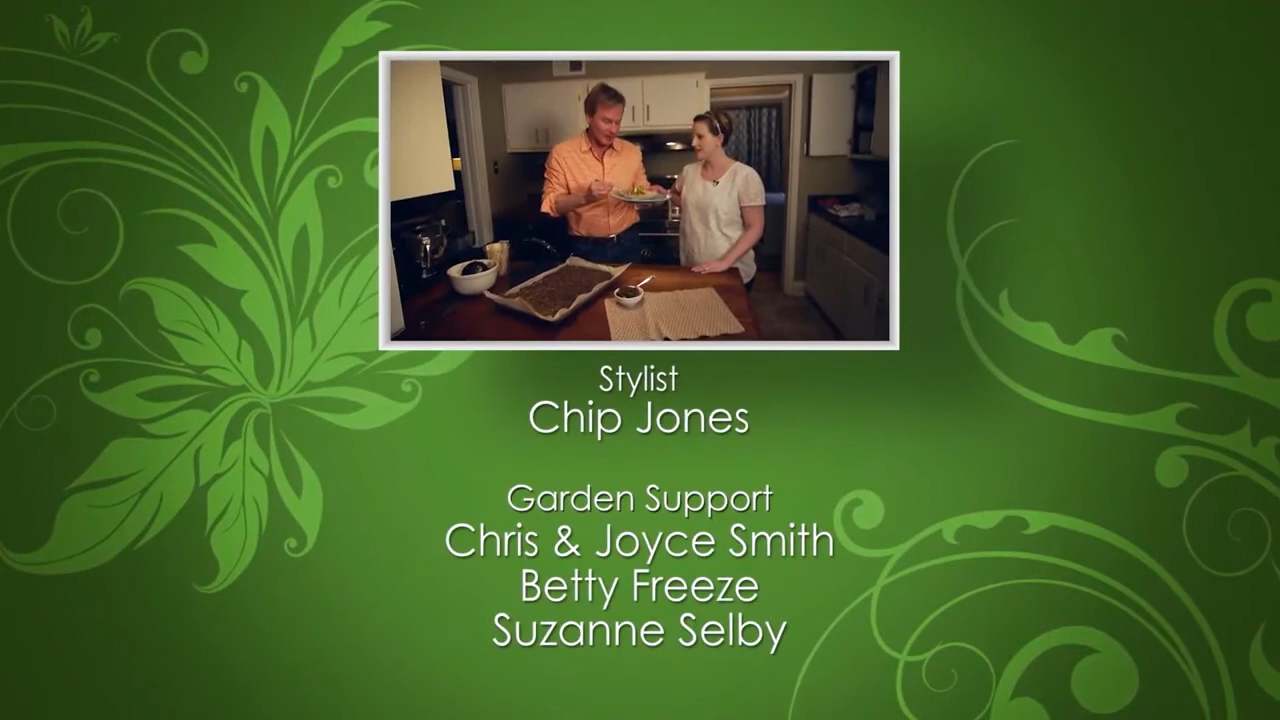 Stylist
Chip Jones
Garden Support
Chris & Joyce Smith
Betty Freeze
Suzanne Selby